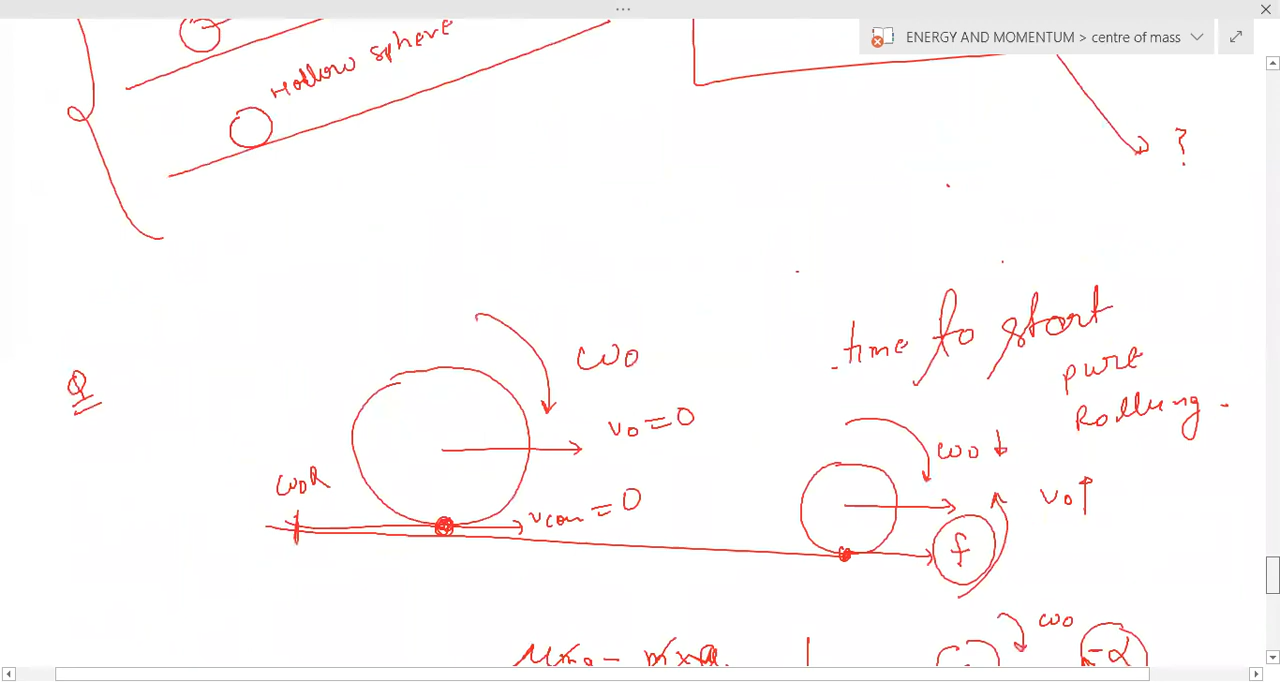 ENERGY AND MOMENTUM > centre of mass
Hollow sphere
?
Q
ω0
v0=0
ω0R
vcom=0
time to start
pure
Rolling.
ω0↓
v0↑
f
ω0
-α